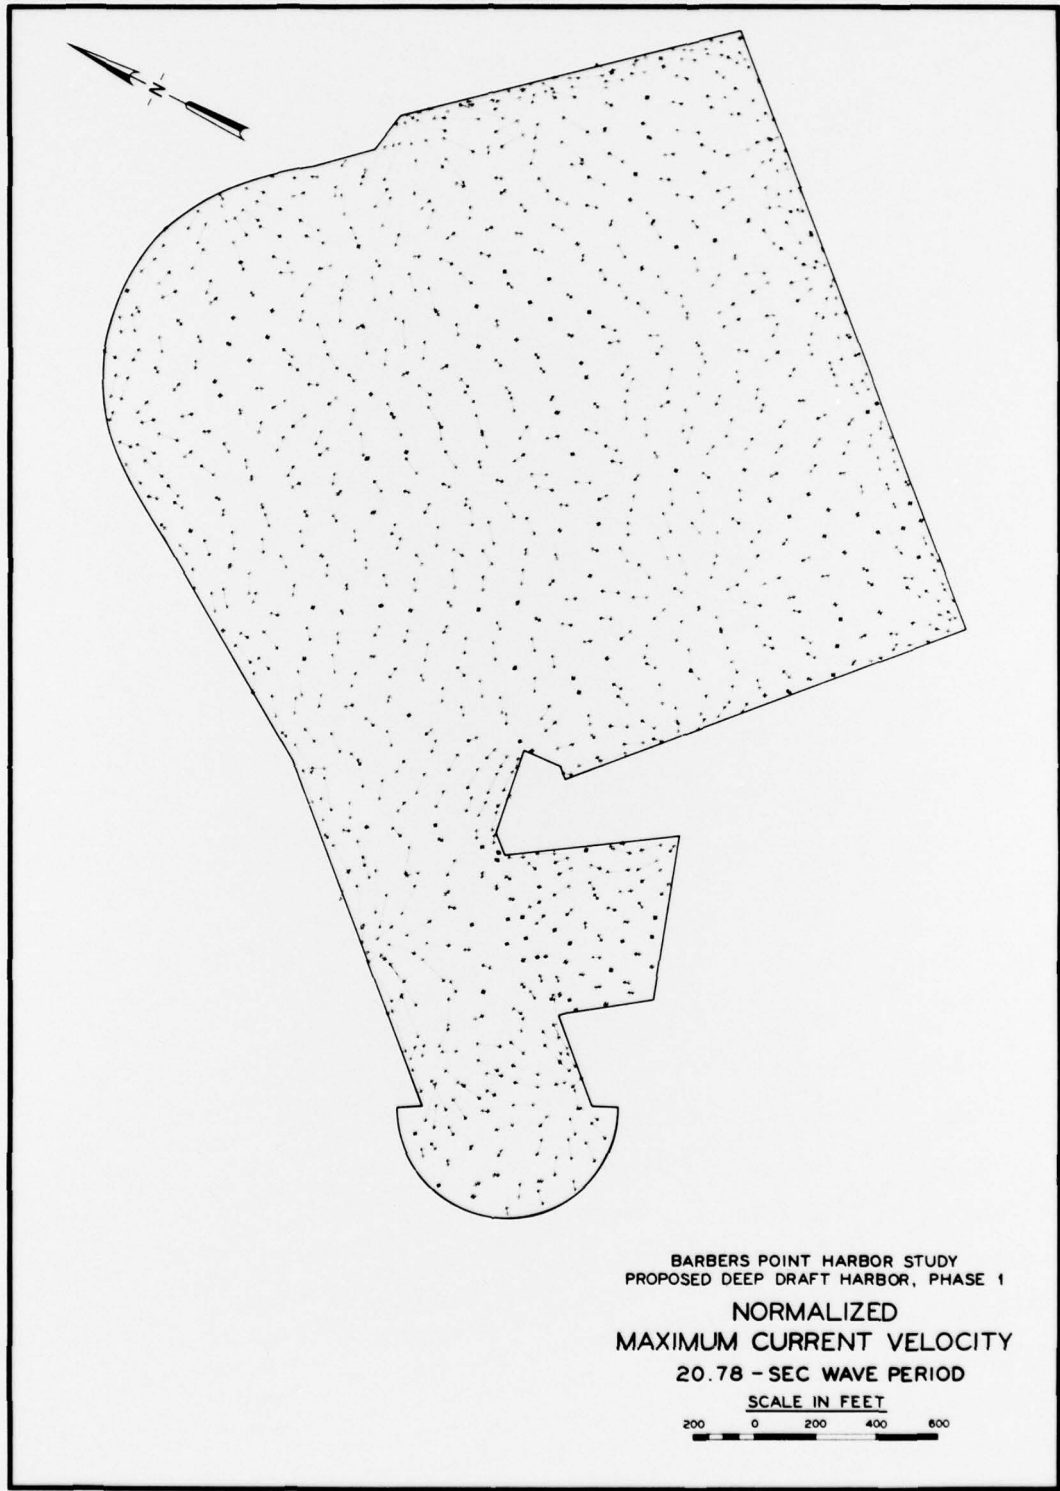 -N-
BARBERS POINT HARBOR STUDY
PROPOSED DEEP DRAFT HARBOR, PHASE 1
NORMALIZED
MAXIMUM CURRENT VELOCITY
20.78 - SEC WAVE PERIOD
SCALE IN FEET
200 0 200 400 600